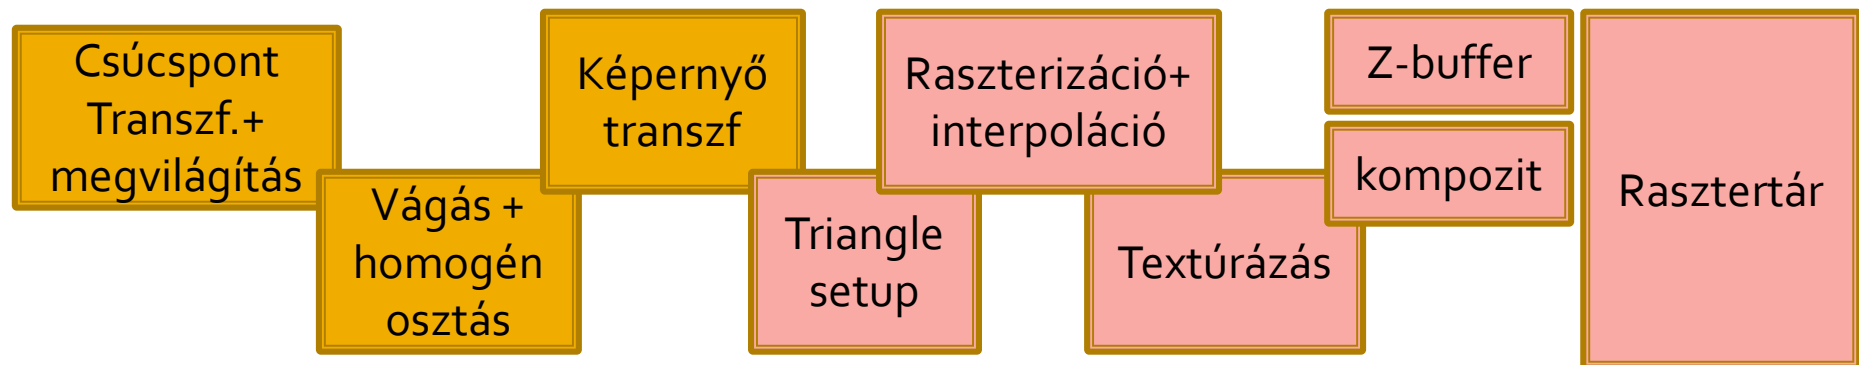 Csúcspont
Transzf.+
megvilágítás
Vágás +
homogén
osztás
Képernyő
transzf
Triangle
setup
Raszterizáció+
interpoláció
Textúrázás
Z-buffer
kompozit
Rasztertár